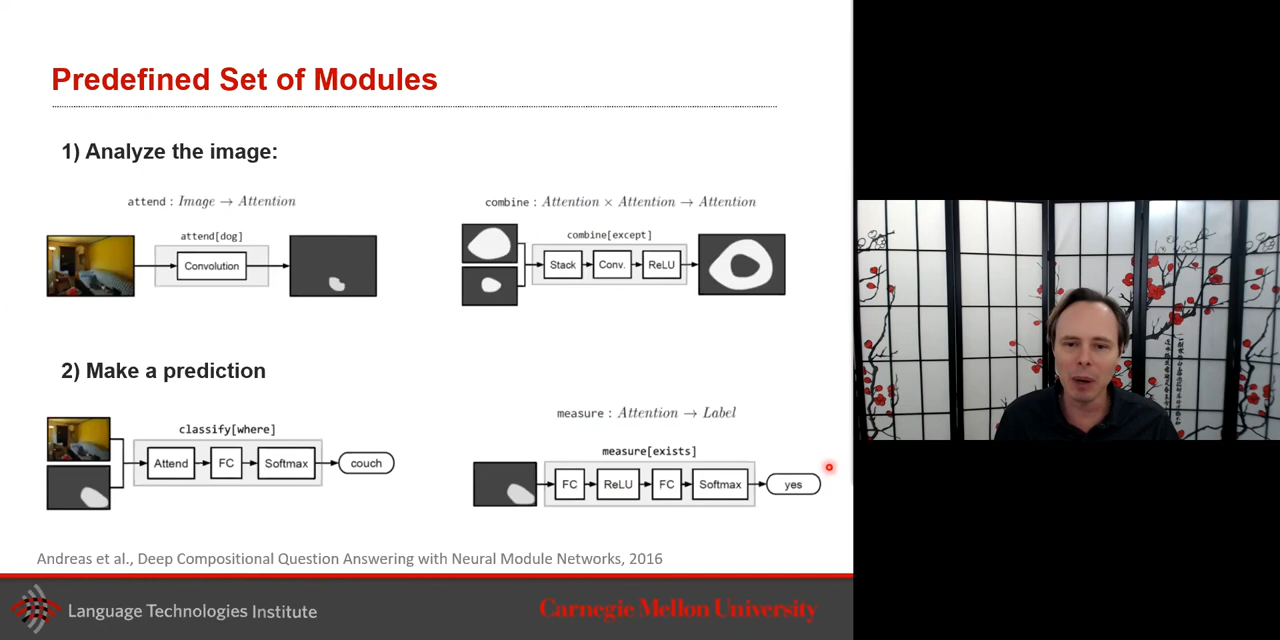 Predefined Set of Modules
1) Analyze the image:
attend : Image → Attention
attend[dog]
Convolution
combine : Attention × Attention → Attention
combine[except]
Stack
Conv.
ReLU
2) Make a prediction
classify[where]
Attend
FC
Softmax
couch
measure : Attention → Label
measure[exists]
FC
ReLU
FC
Softmax
yes
Andreas et al., Deep Compositional Question Answering with Neural Module Networks, 2016
Language Technologies Institute
Carnegie Mellon University